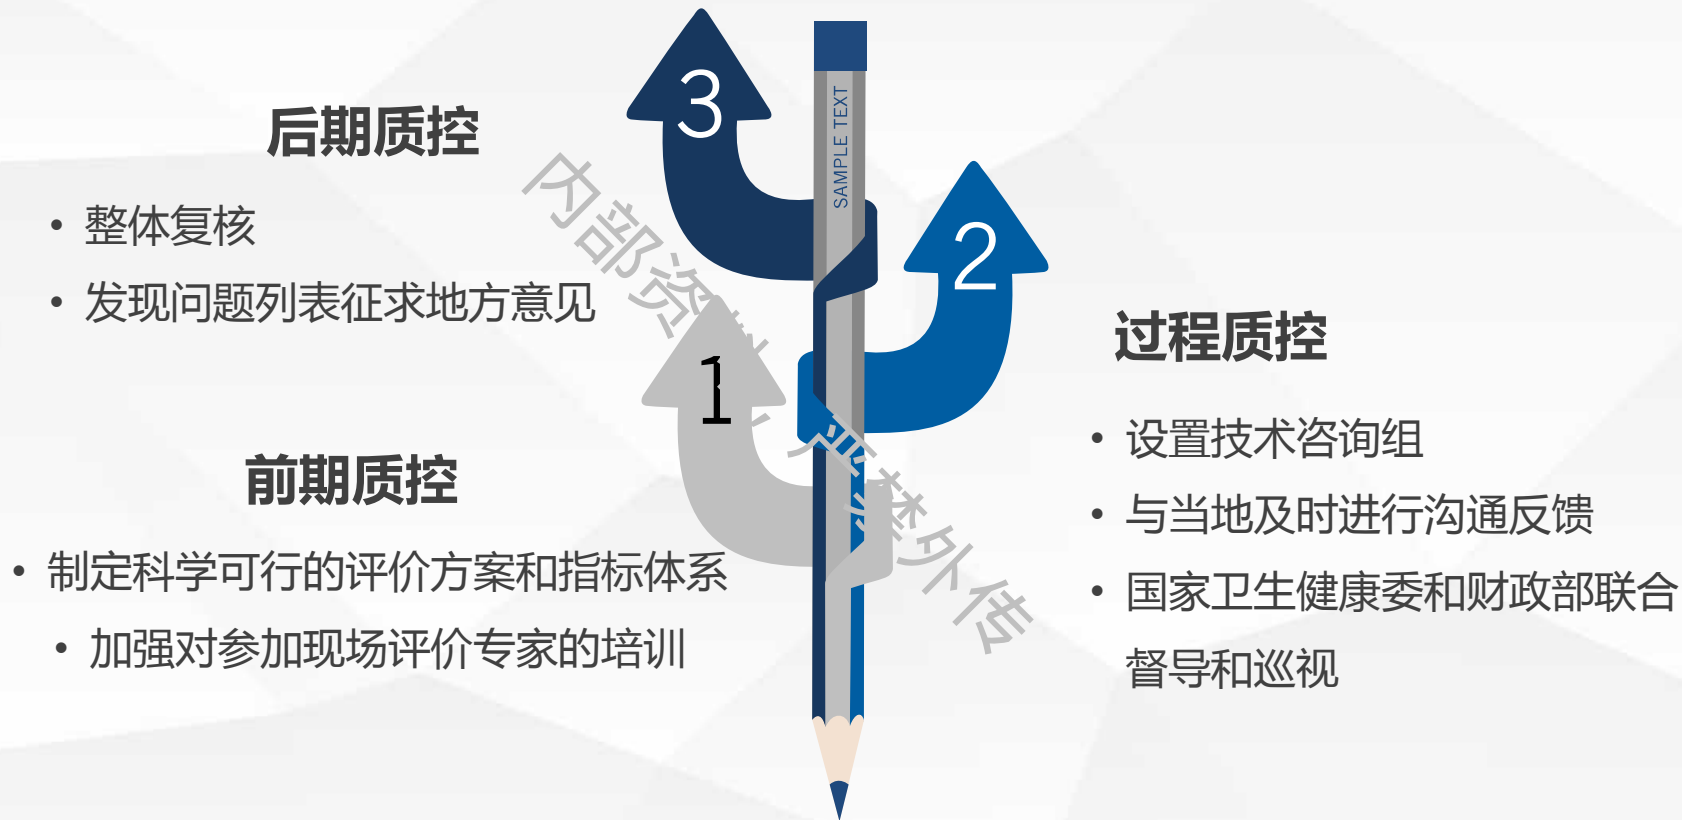 3
SAMPLE TEXT
后期质控
• 整体复核
• 发现问题列表征求地方意见
2
过程质控
• 设置技术咨询组
• 与当地及时进行沟通反馈
• 国家卫生健康委和财政部联合
督导和巡视
1
前期质控
• 制定科学可行的评价方案和指标体系
• 加强对参加现场评价专家的培训
内部资料，严禁外传